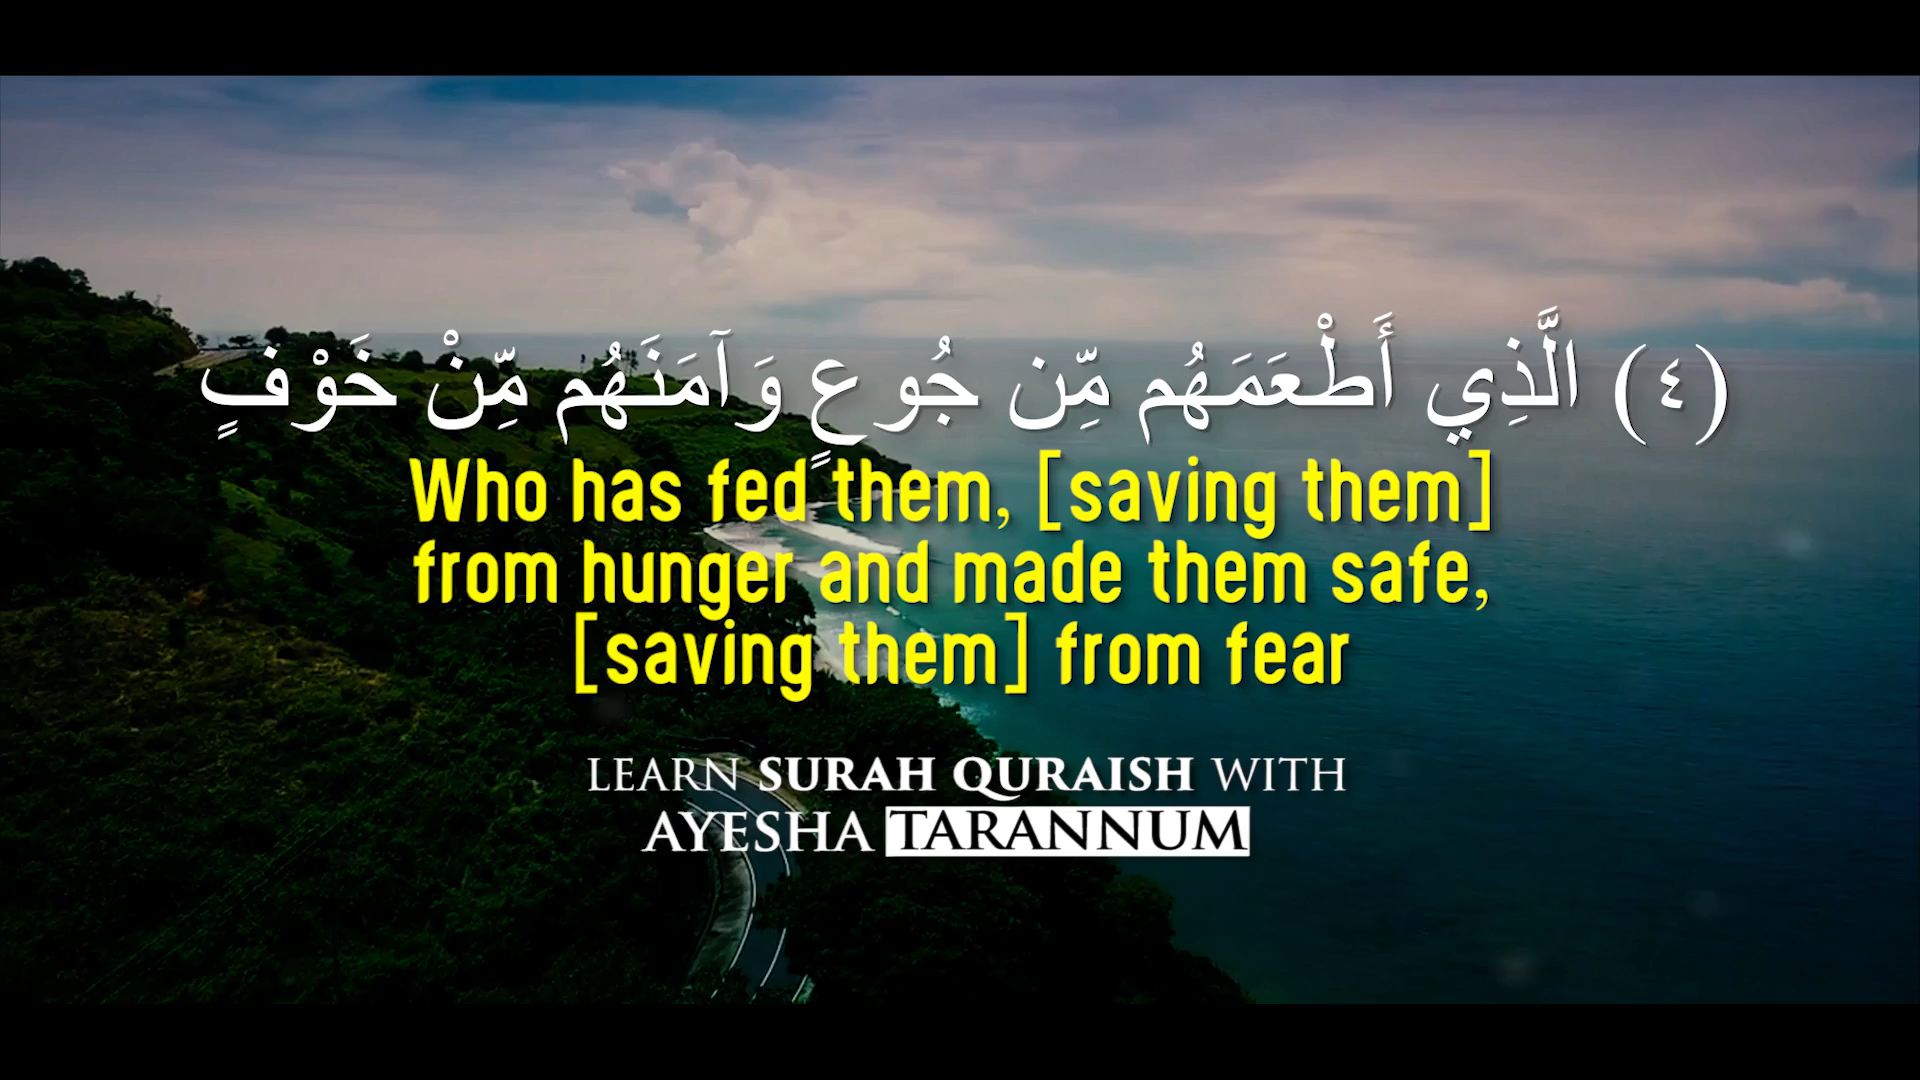 (٤) الَّذِي أَطْعَمَهُم مِّن جُوعٍ وَآمَنَهُم مِّنْ خَوْفٍ
Who has fed them, [saving them]
from hunger and made them safe,
[saving them] from fear
LEARN SURAH QURAISH WITH
AYESHA TARANNUM